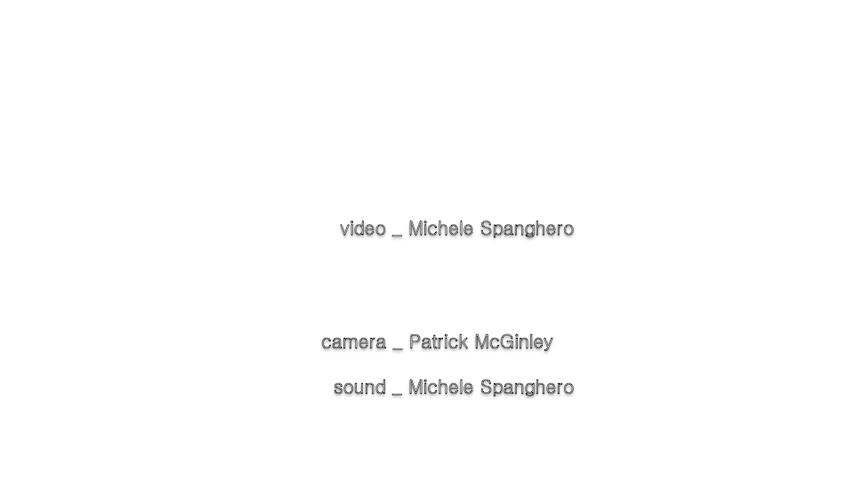 video _ Michele Spanghero
camera _ Patrick McGinley
sound _ Michele Spanghero